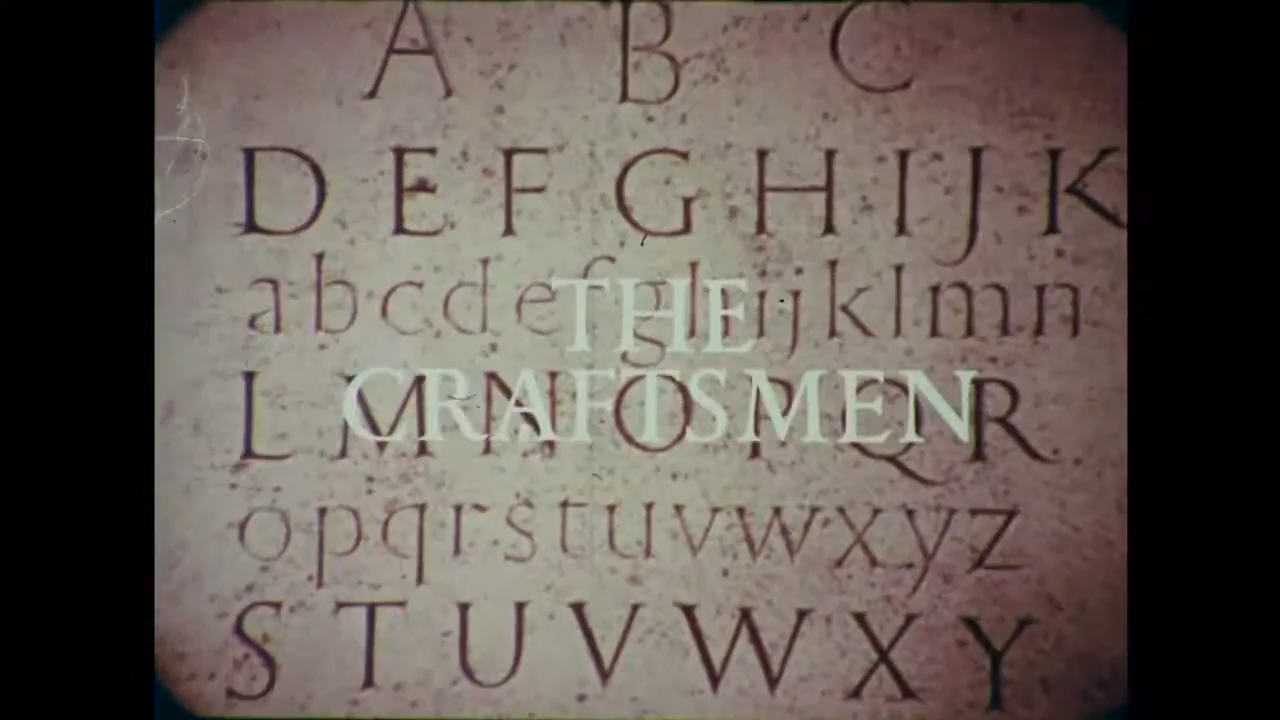 A B C
D E F G H I J K
a b c d e f g h i j k l m n
THE
L M N O P Q R
CRAFTSMEN
o p q r s t u v w x y z
S T U V W X Y